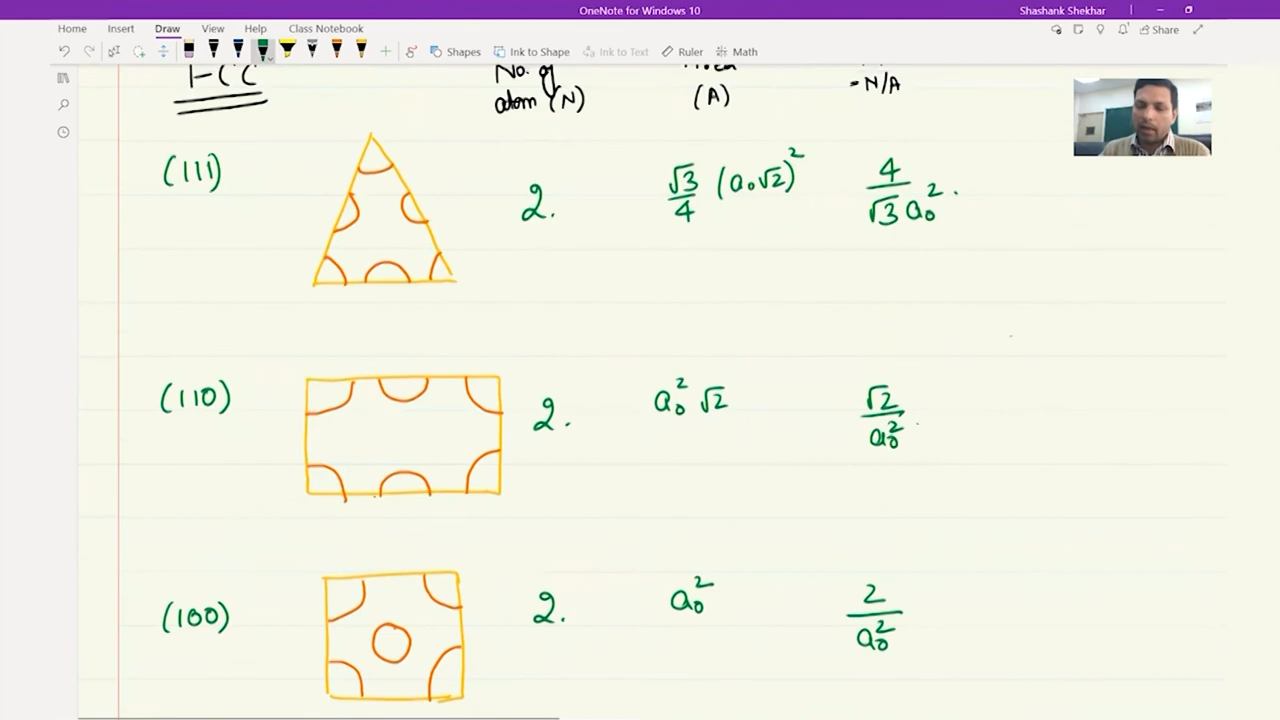 OneNote for Windows 10
Shashank Shekhar
Home Insert Draw View Help Class Notebook
Shapes Ink to Shape Ink to Text Ruler Math Share
FCC No. of Area
atom (N) (A) = N/A
(111) 2. √3/4 (a₀√2)² 4/√3a₀².
(110) 2. a₀² √2 √2/a₀²
(100) 2. a₀² 2/a₀²